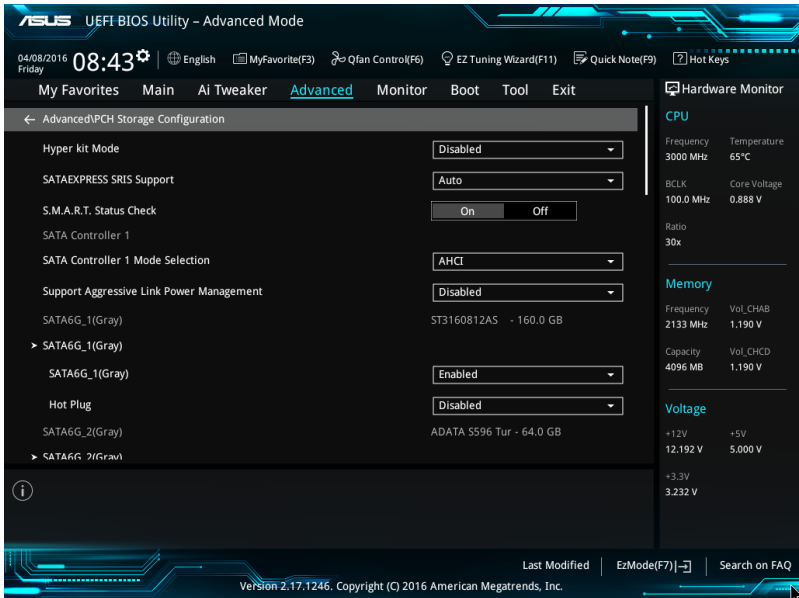 ASUS UEFI BIOS Utility – Advanced Mode
04/08/2016
Friday
08:43
English
MyFavorite(F3)
Qfan Control(F6)
EZ Tuning Wizard(F11)
Quick Note(F9)
? Hot Keys
My Favorites Main Ai Tweaker Advanced Monitor Boot Tool Exit
← Advanced\PCH Storage Configuration
Hyper kit Mode Disabled
SATAEXPRESS SRIS Support Auto
S.M.A.R.T. Status Check On Off
SATA Controller 1
SATA Controller 1 Mode Selection AHCI
Support Aggressive Link Power Management Disabled
SATA6G_1(Gray) ST3160812AS - 160.0 GB
> SATA6G_1(Gray)
SATA6G_1(Gray) Enabled
Hot Plug Disabled
SATA6G_2(Gray) ADATA S596 Tur - 64.0 GB
> SATA6G_2(Gray)
Hardware Monitor
CPU
Frequency Temperature
3000 MHz 65°C
BCLK Core Voltage
100.0 MHz 0.888 V
Ratio
30x
Memory
Frequency Vol_CHAB
2133 MHz 1.190 V
Capacity Vol_CHCD
4096 MB 1.190 V
Voltage
+12V +5V
12.192 V 5.000 V
+3.3V
3.232 V
i
Last Modified
EzMode(F7)
Search on FAQ
Version 2.17.1246. Copyright (C) 2016 American Megatrends, Inc.